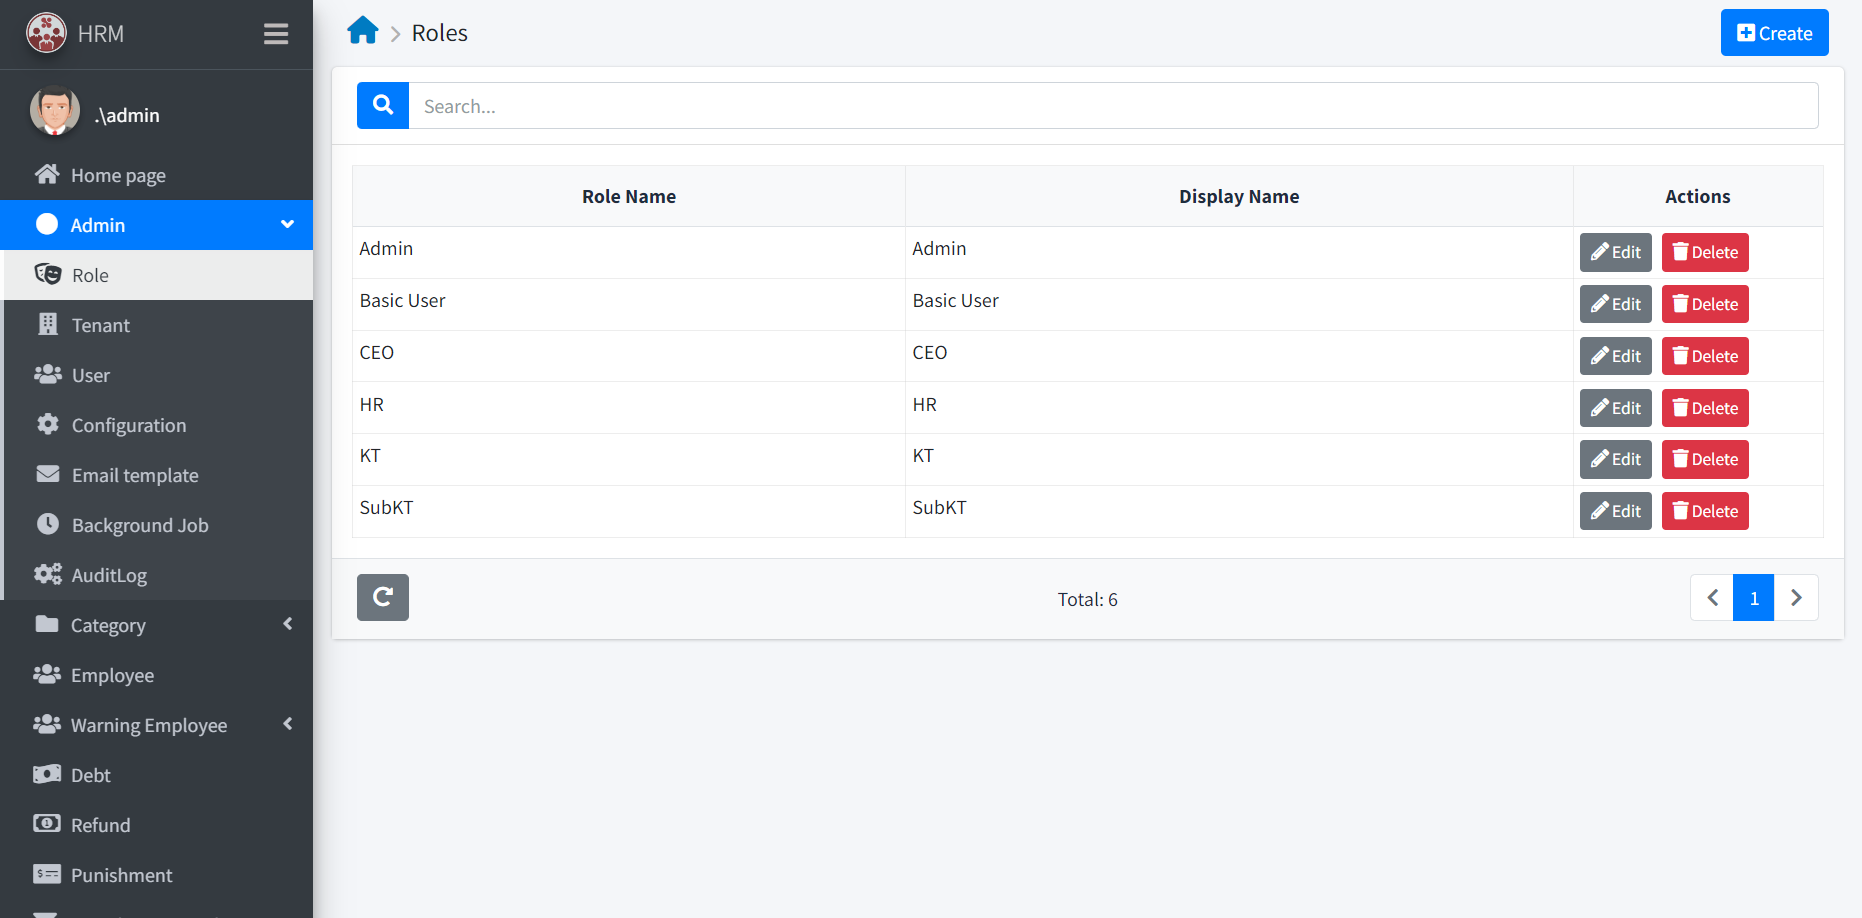 HRM
.\admin
Home page
Admin
Role
Tenant
User
Configuration
Email template
Background Job
AuditLog
Category
Employee
Warning Employee
Debt
Refund
Punishment
Roles
Create
Search...
Role Name Display Name Actions
Admin Admin Edit Delete
Basic User Basic User Edit Delete
CEO CEO Edit Delete
HR HR Edit Delete
KT KT Edit Delete
SubKT SubKT Edit Delete
Total: 6
1